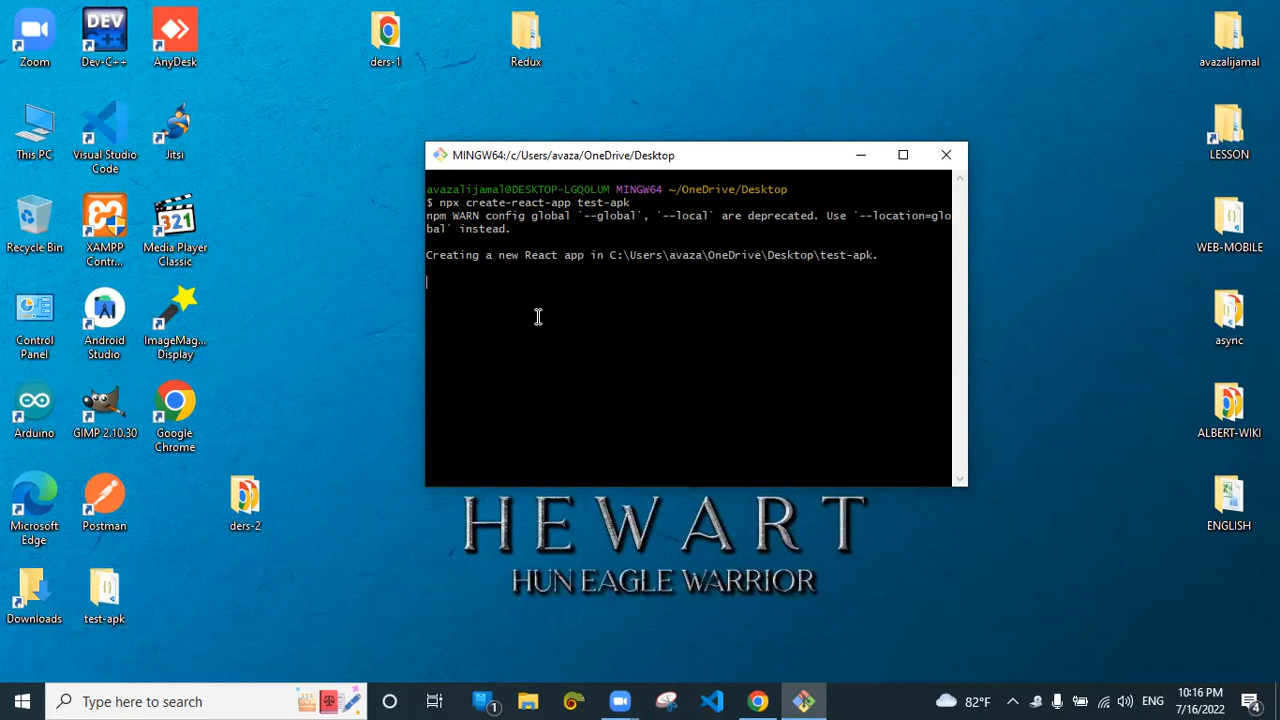 Zoom
Dev-C++
AnyDesk
ders-1
Redux
avazalijamal
This PC
Visual Studio
Code
Jitsi
LESSON
Recycle Bin
XAMPP
Contr...
Media Player
Classic
WEB-MOBILE
Control
Panel
Android
Studio
ImageMag...
Display
async
Arduino
GIMP 2.10.30
Google
Chrome
ALBERT-WIKI
Microsoft
Edge
Postman
ders-2
ENGLISH
Downloads
test-apk
DEV
321
MINGW64:/c/Users/avaza/OneDrive/Desktop
avazalijamal@DESKTOP-LGQOLUM MINGW64 ~/OneDrive/Desktop
$ npx create-react-app test-apk
npm WARN config global `--global`, `--local` are deprecated. Use `--location=glo
bal` instead.
Creating a new React app in C:\Users\avaza\OneDrive\Desktop\test-apk.
HEWART
HUN EAGLE WARRIOR
Type here to search
1
82°F
ENG
10:16 PM
7/16/2022
4